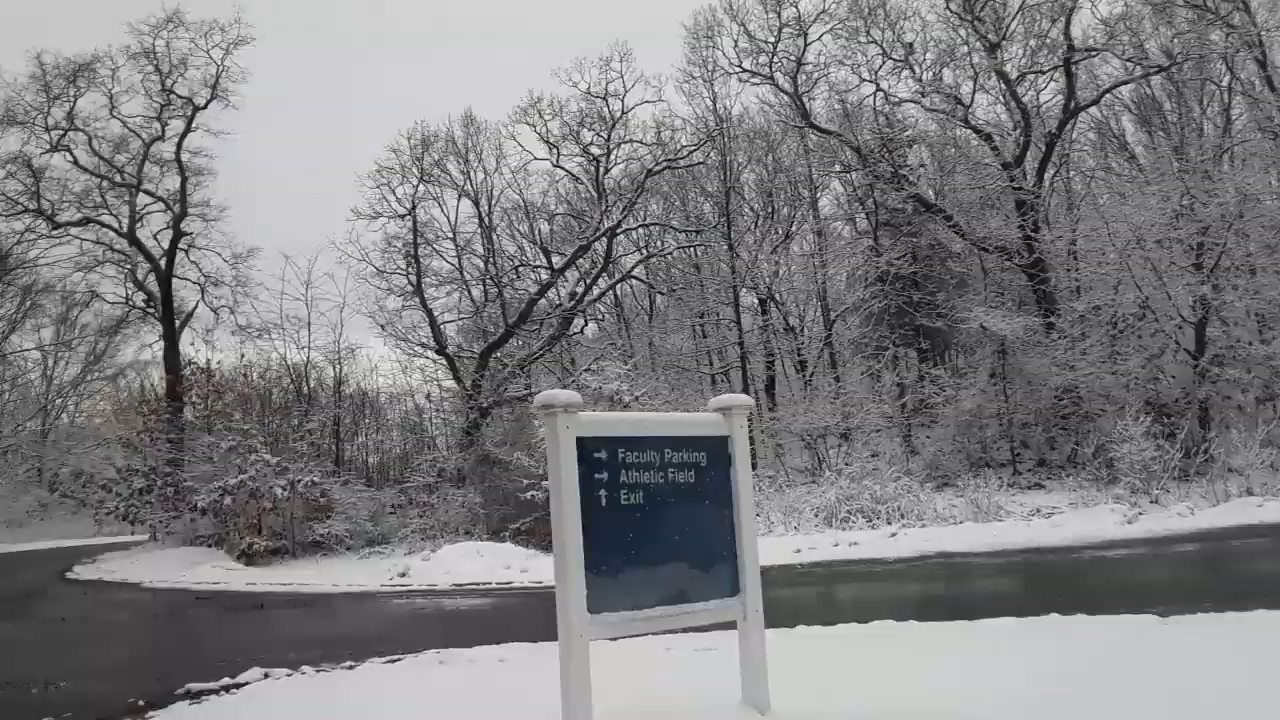 → Faculty Parking
→ Athletic Field
↑ Exit